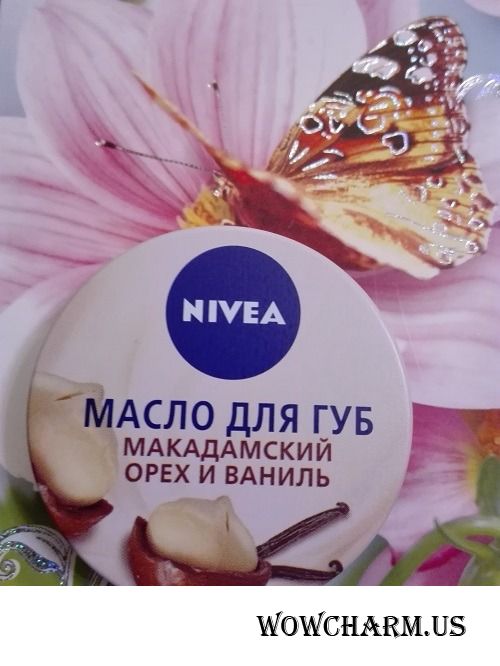 NIVEA
МАСЛО ДЛЯ ГУБ
МАКАДАМСКИЙ
ОРЕХ И ВАНИЛЬ
WOWCHARM.US